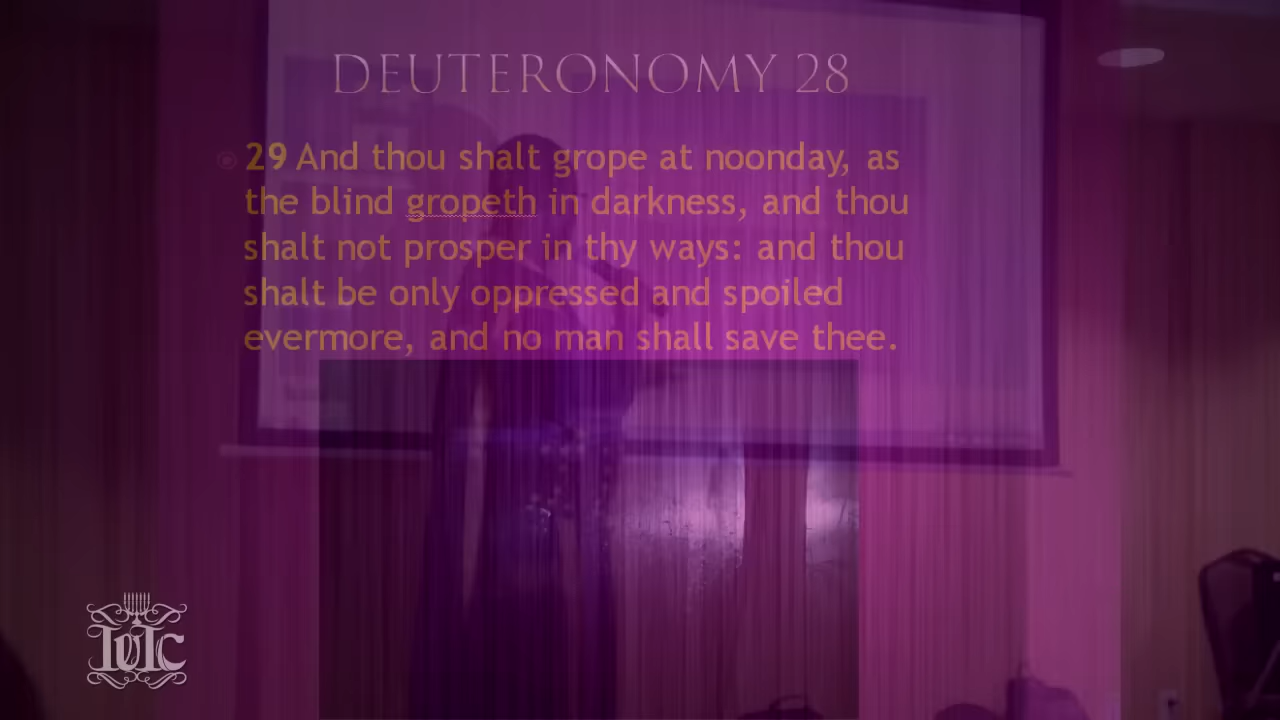 DEUTERONOMY 28
29 And thou shalt grope at noonday, as
the blind gropeth in darkness, and thou
shalt not prosper in thy ways: and thou
shalt be only oppressed and spoiled
evermore, and no man shall save thee.
IUIC